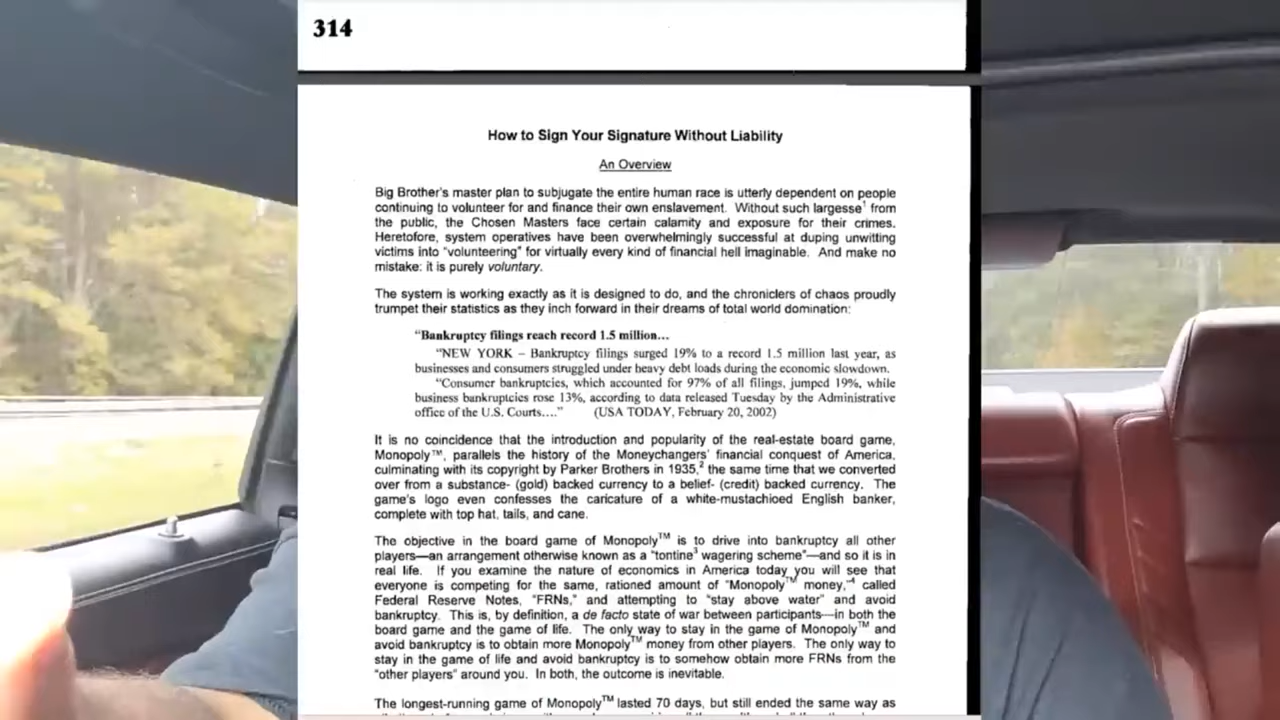 314
How to Sign Your Signature Without Liability
An Overview
Big Brother's master plan to subjugate the entire human race is utterly dependent on people
continuing to volunteer for and finance their own enslavement. Without such largesse¹ from
the public, the Chosen Masters face certain calamity and exposure for their crimes.
Heretofore, system operatives have been overwhelmingly successful at duping unwitting
victims into "volunteering" for virtually every kind of financial hell imaginable. And make no
mistake: it is purely voluntary.
The system is working exactly as it is designed to do, and the chroniclers of chaos proudly
trumpet their statistics as they inch forward in their dreams of total world domination:
"Bankruptcy filings reach record 1.5 million...
"NEW YORK – Bankruptcy filings surged 19% to a record 1.5 million last year, as
businesses and consumers struggled under heavy debt loads during the economic slowdown.
"Consumer bankruptcies, which accounted for 97% of all filings, jumped 19%, while
business bankruptcies rose 13%, according to data released Tuesday by the Administrative
office of the U.S. Courts...." (USA TODAY, February 20, 2002)
It is no coincidence that the introduction and popularity of the real-estate board game,
Monopoly™, parallels the history of the Moneychangers' financial conquest of America,
culminating with its copyright by Parker Brothers in 1935,² the same time that we converted
over from a substance- (gold) backed currency to a belief- (credit) backed currency. The
game's logo even confesses the caricature of a white-mustachioed English banker,
complete with top hat, tails, and cane.
The objective in the board game of Monopoly™ is to drive into bankruptcy all other
players—an arrangement otherwise known as a "tontine³ wagering scheme"—and so it is in
real life. If you examine the nature of economics in America today you will see that
everyone is competing for the same, rationed amount of "Monopoly™ money,"⁴ called
Federal Reserve Notes, "FRNs," and attempting to "stay above water" and avoid
bankruptcy. This is, by definition, a de facto state of war between participants—in both the
board game and the game of life. The only way to stay in the game of Monopoly™ and
avoid bankruptcy is to obtain more Monopoly™ money from other players. The only way to
stay in the game of life and avoid bankruptcy is to somehow obtain more FRNs from the
"other players" around you. In both, the outcome is inevitable.
The longest-running game of Monopoly™ lasted 70 days, but still ended the same way as